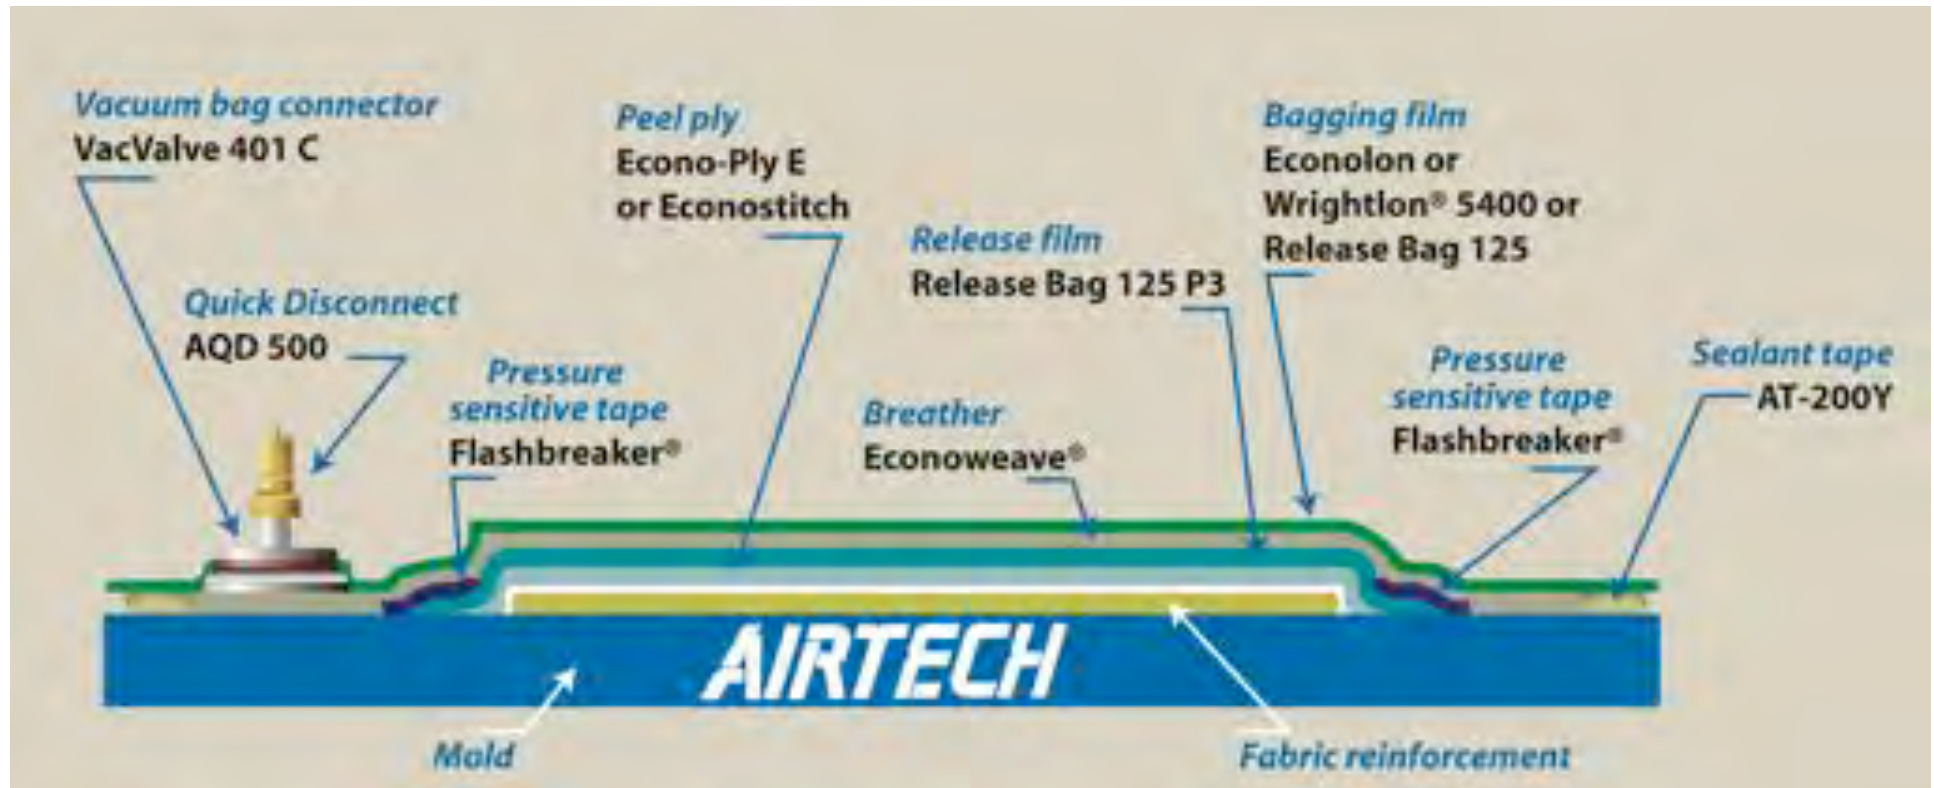 Vacuum bag connector
VacValve 401 C
Peel ply
Econo-Ply E
or Econostitch
Bagging film
Econolon or
Wrightlon® 5400 or
Release Bag 125
Release film
Release Bag 125 P3
Quick Disconnect
AQD 500
Pressure
sensitive tape
Flashbreaker®
Breather
Econoweave®
Pressure
sensitive tape
Flashbreaker®
Sealant tape
AT-200Y
AIRTECH
Mold
Fabric reinforcement